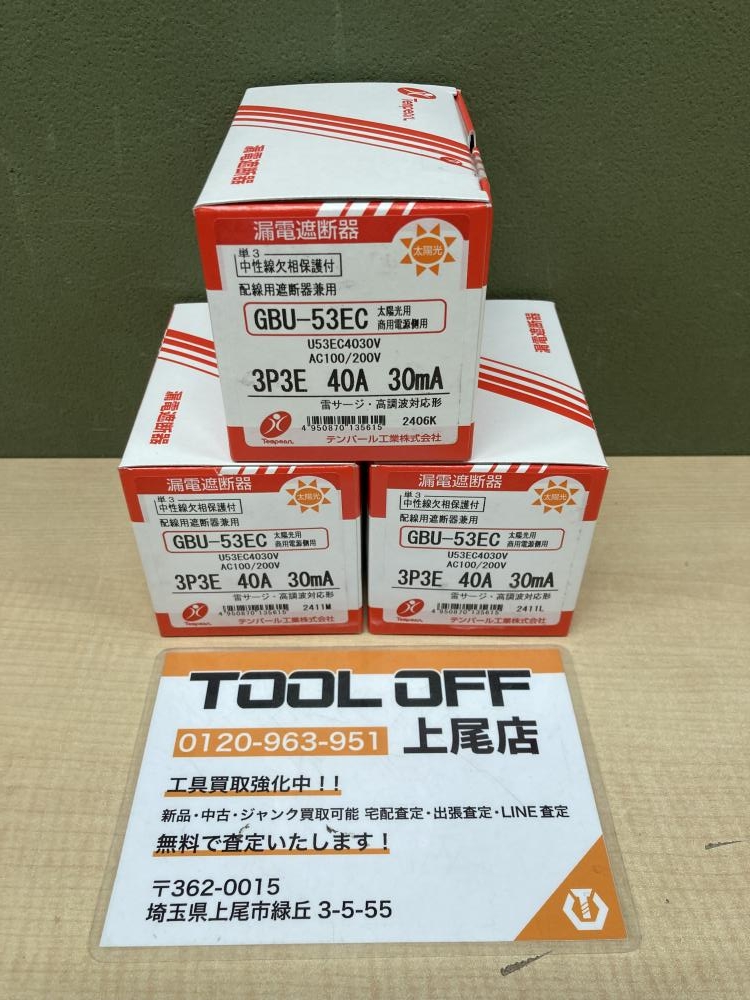 Tempearl
漏電遮断器
漏電遮断器
太陽光
単3
中性線欠相保護付
配線用遮断器兼用
GBU-53EC 太陽光用
商用電源側用
U53EC4030V
AC100/200V
3P3E 40A 30mA
雷サージ・高調波対応形
4 950870 135615
2406K
Tempearl
テンパール工業株式会社
漏電遮断器
漏電遮断器
太陽光
単3
中性線欠相保護付
配線用遮断器兼用
GBU-53EC 太陽光用
商用電源側用
U53EC4030V
AC100/200V
3P3E 40A 30mA
雷サージ・高調波対応形
4 950870 135615
2411M
Tempearl
テンパール工業株式会社
漏電遮断器
漏電遮断器
太陽光
単3
中性線欠相保護付
配線用遮断器兼用
GBU-53EC 太陽光用
商用電源側用
U53EC4030V
AC100/200V
3P3E 40A 30mA
雷サージ・高調波対応形
4 950870 135615
2411L
Tempearl
テンパール工業株式会社
TOOL OFF
0120-963-951 上尾店
工具買取強化中!!
新品・中古・ジャンク買取可能 宅配査定・出張査定・LINE査定
無料で査定いたします!
〒362-0015
埼玉県上尾市緑丘 3-5-55